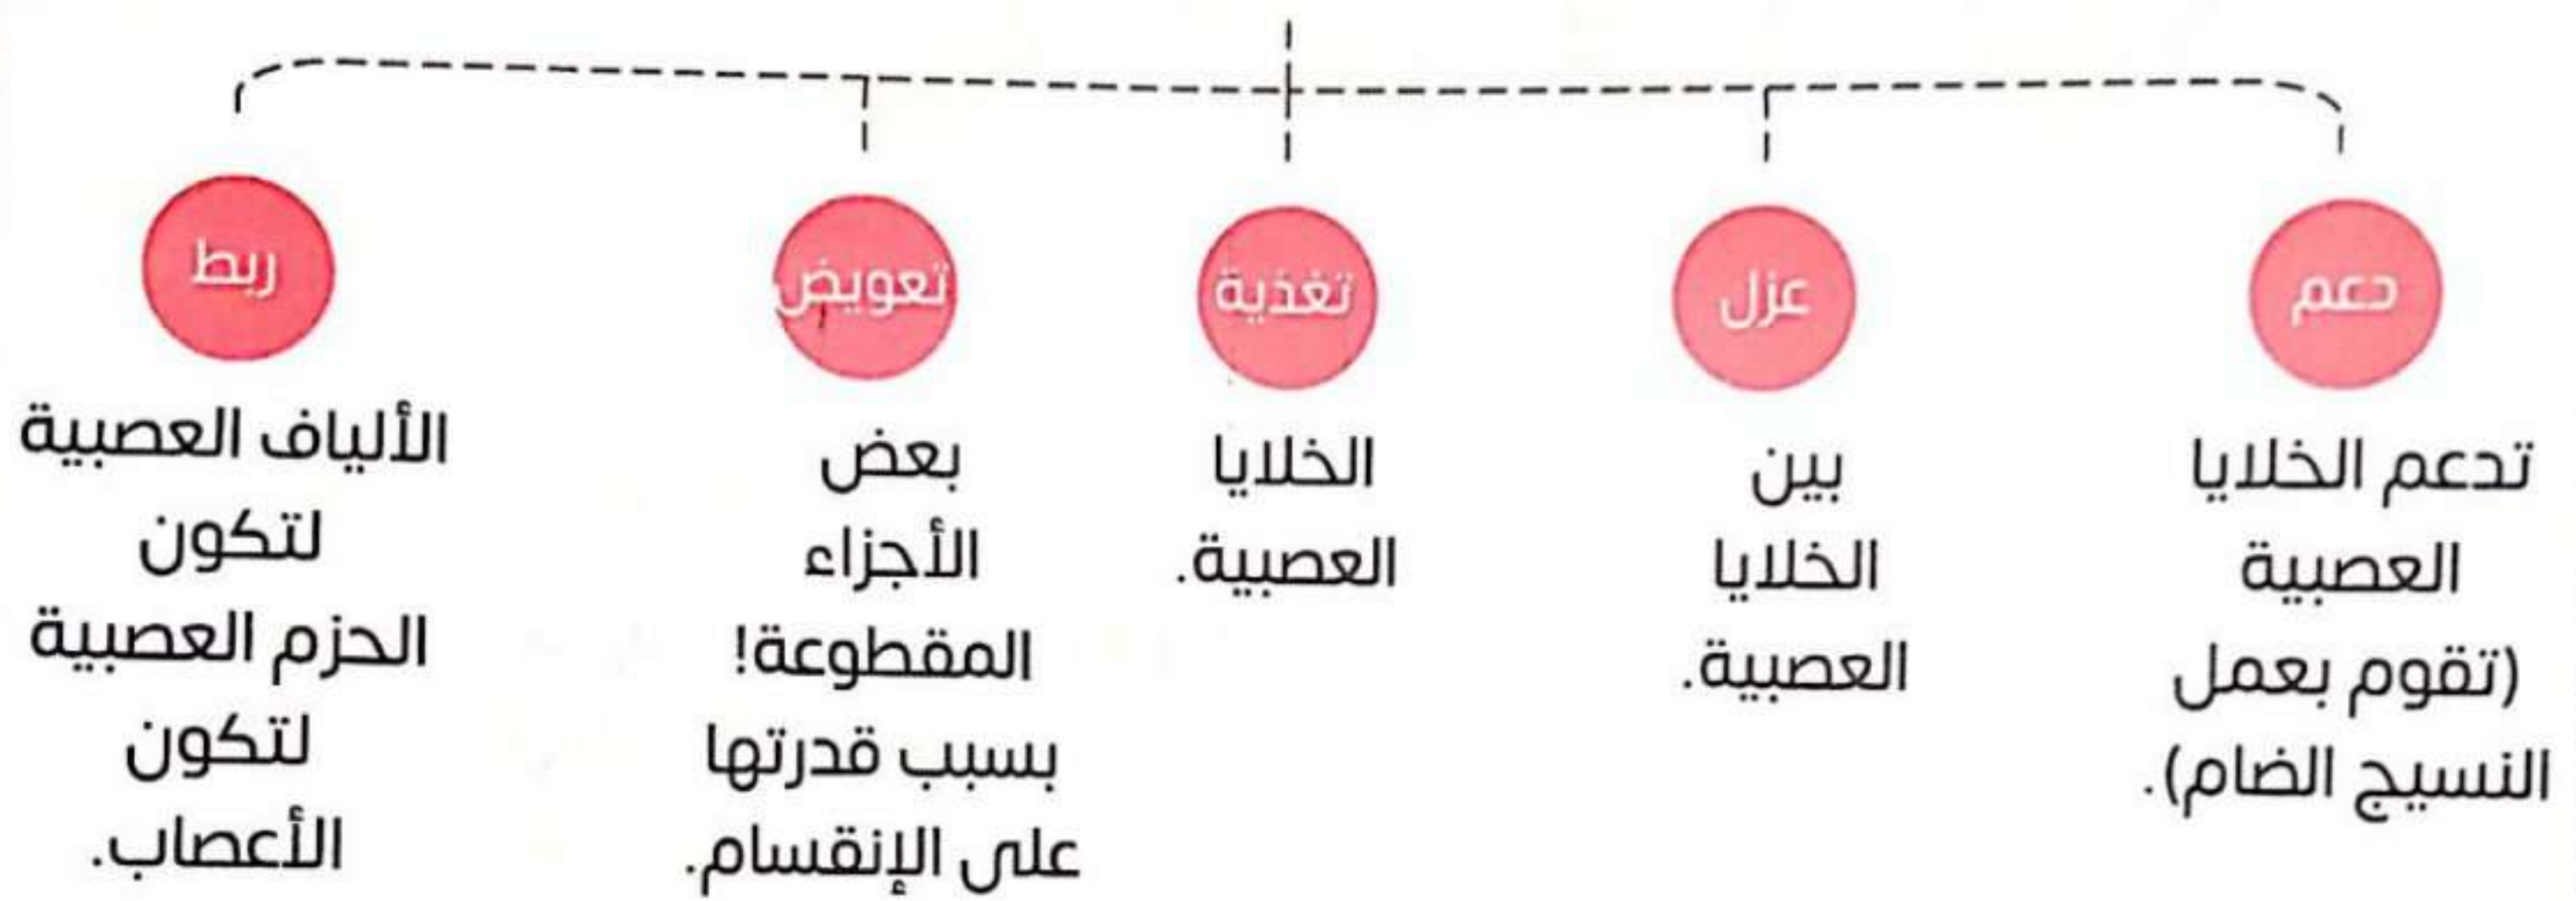 دعم
تدعم الخلايا
العصبية
(تقوم بعمل
النسيج الضام).
عزل
بين
الخلايا
العصبية.
تغذية
الخلايا
العصبية.
تعويض
بعض
الأجزاء
المقطوعة!
بسبب قدرتها
على الإنقسام.
ربط
الألياف العصبية
لتكون
الحزم العصبية
لتكون
الأعصاب.